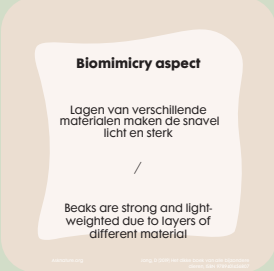 Biomimicry aspect
Lagen van verschillende
materialen maken de snavel
licht en sterk
/
Beaks are strong and light-
weighted due to layers of
different material